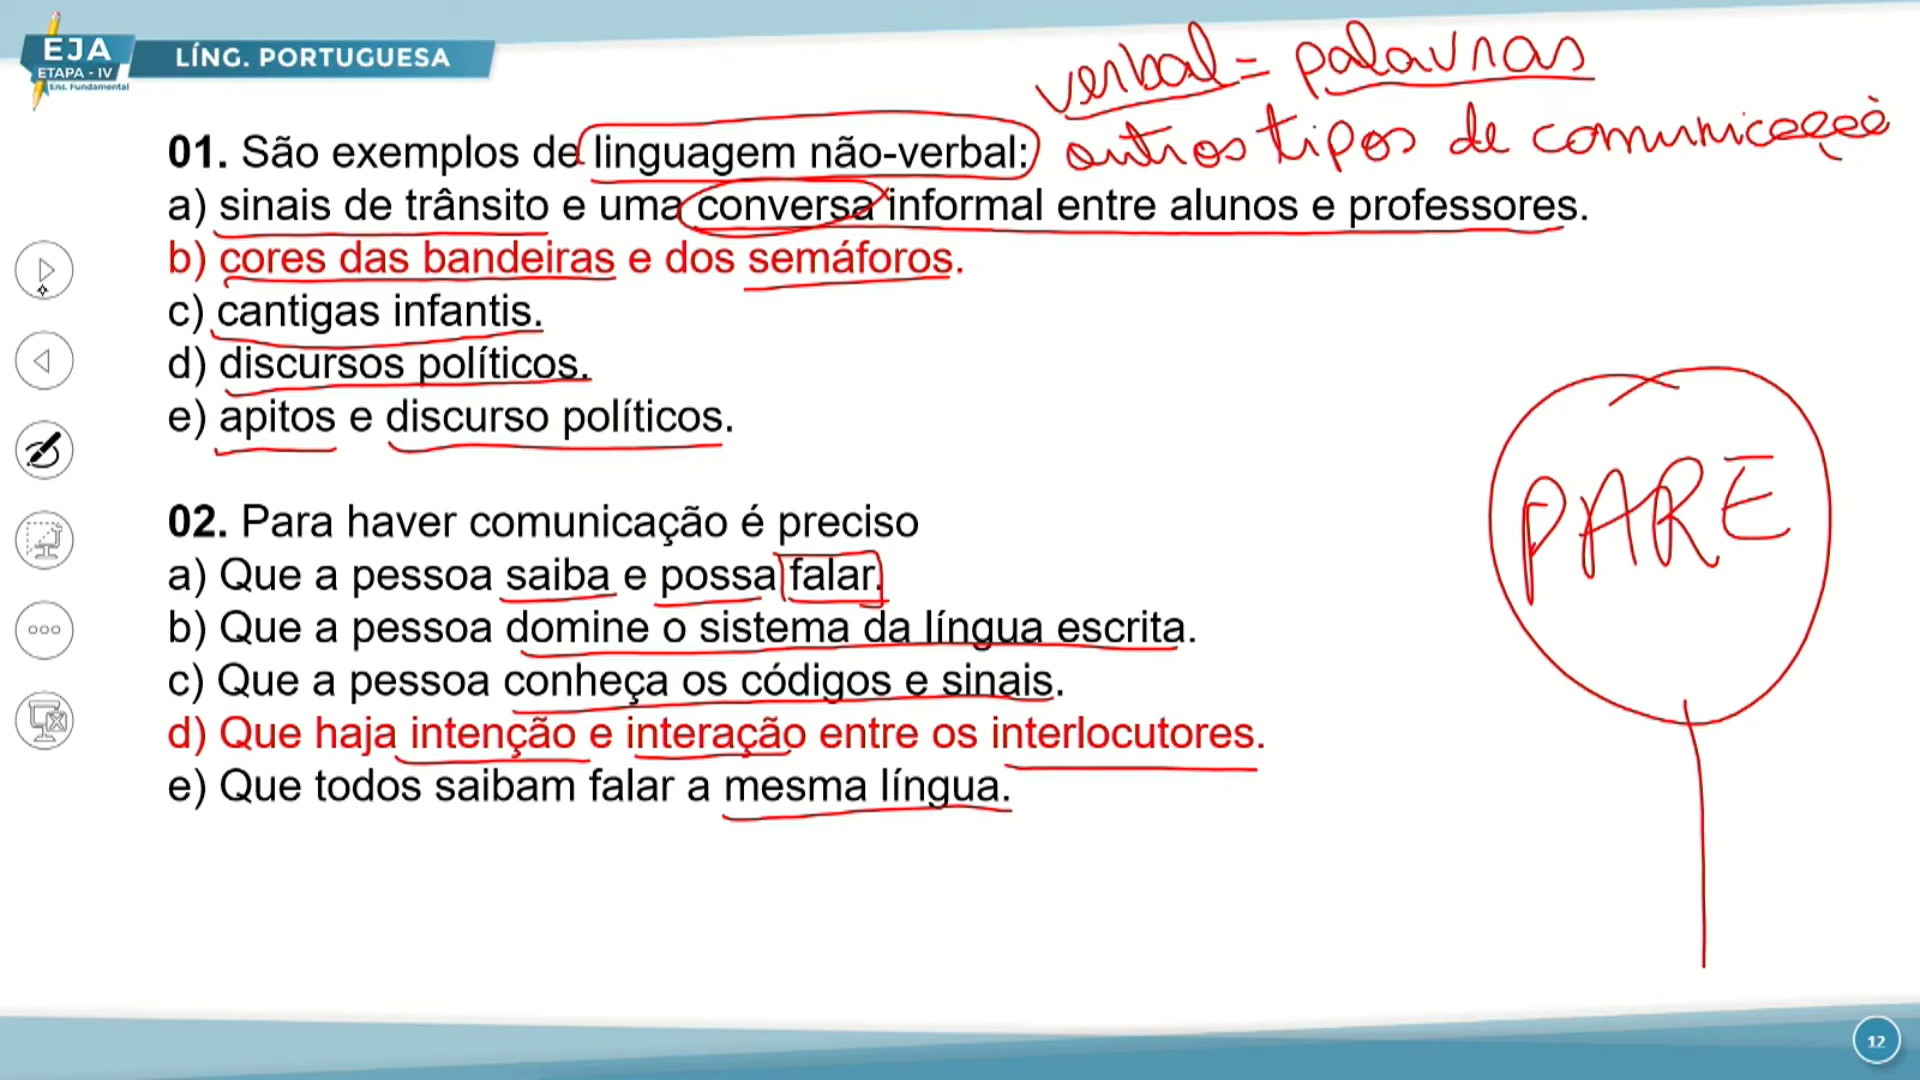 EJA
ETAPA - IV
Ens. Fundamental
LÍNG. PORTUGUESA
verbal = palavras
outros tipos de comunicação
01. São exemplos de linguagem não-verbal:
a) sinais de trânsito e uma conversa informal entre alunos e professores.
b) cores das bandeiras e dos semáforos.
c) cantigas infantis.
d) discursos políticos.
e) apitos e discurso políticos.
02. Para haver comunicação é preciso
a) Que a pessoa saiba e possa falar.
b) Que a pessoa domine o sistema da língua escrita.
c) Que a pessoa conheça os códigos e sinais.
d) Que haja intenção e interação entre os interlocutores.
e) Que todos saibam falar a mesma língua.
PARE
12